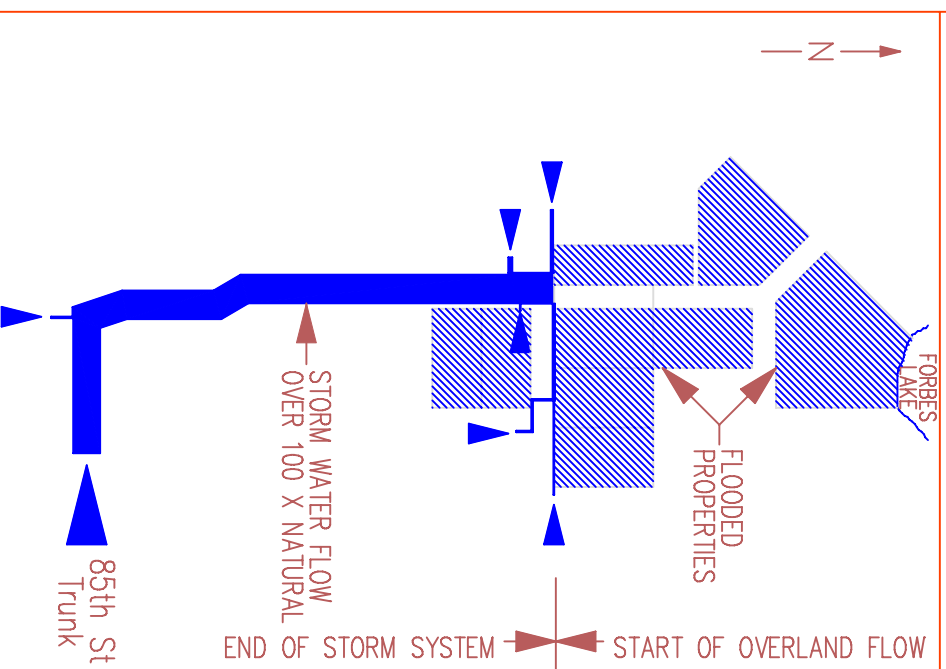 N
FORBES
LAKE
FLOODED
PROPERTIES
STORM WATER FLOW
OVER 100 X NATURAL
85th St
Trunk
END OF STORM SYSTEM
START OF OVERLAND FLOW